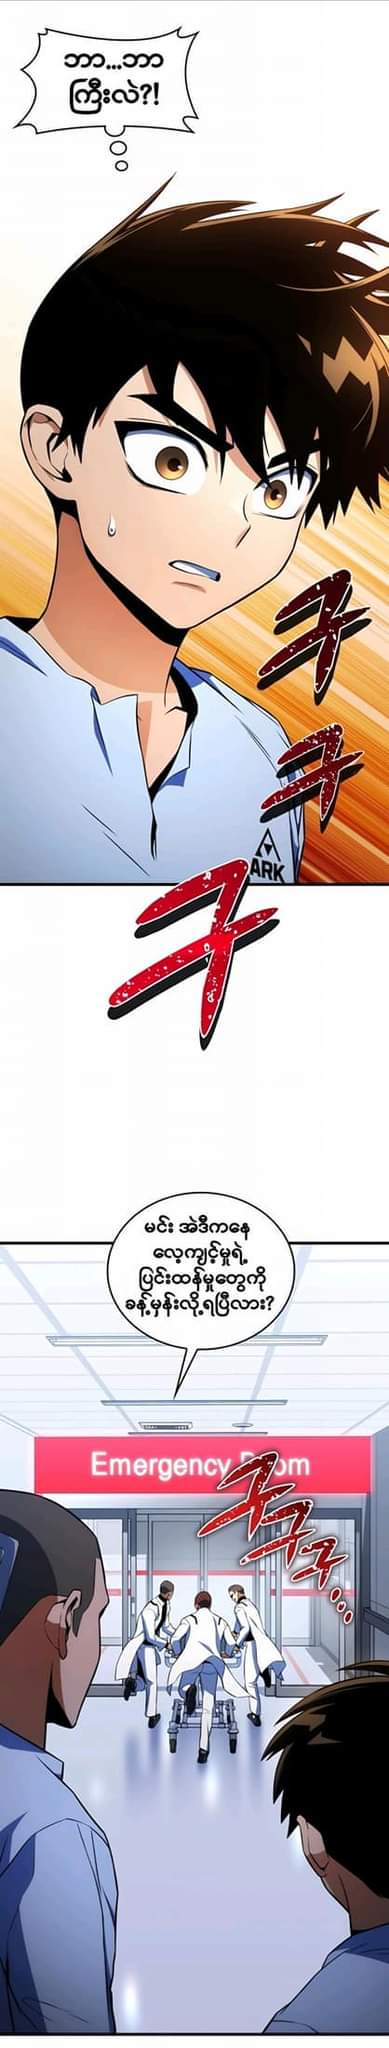 ဘာ...ဘာ
ကြီးလဲ?!
ARK
မင်း အဲဒီကနေ
လေ့ကျင့်မှုရဲ့
ပြင်းထန်မှုတွေကို
ခန့်မှန်းလို့ရပြီလား?
Emergency Room